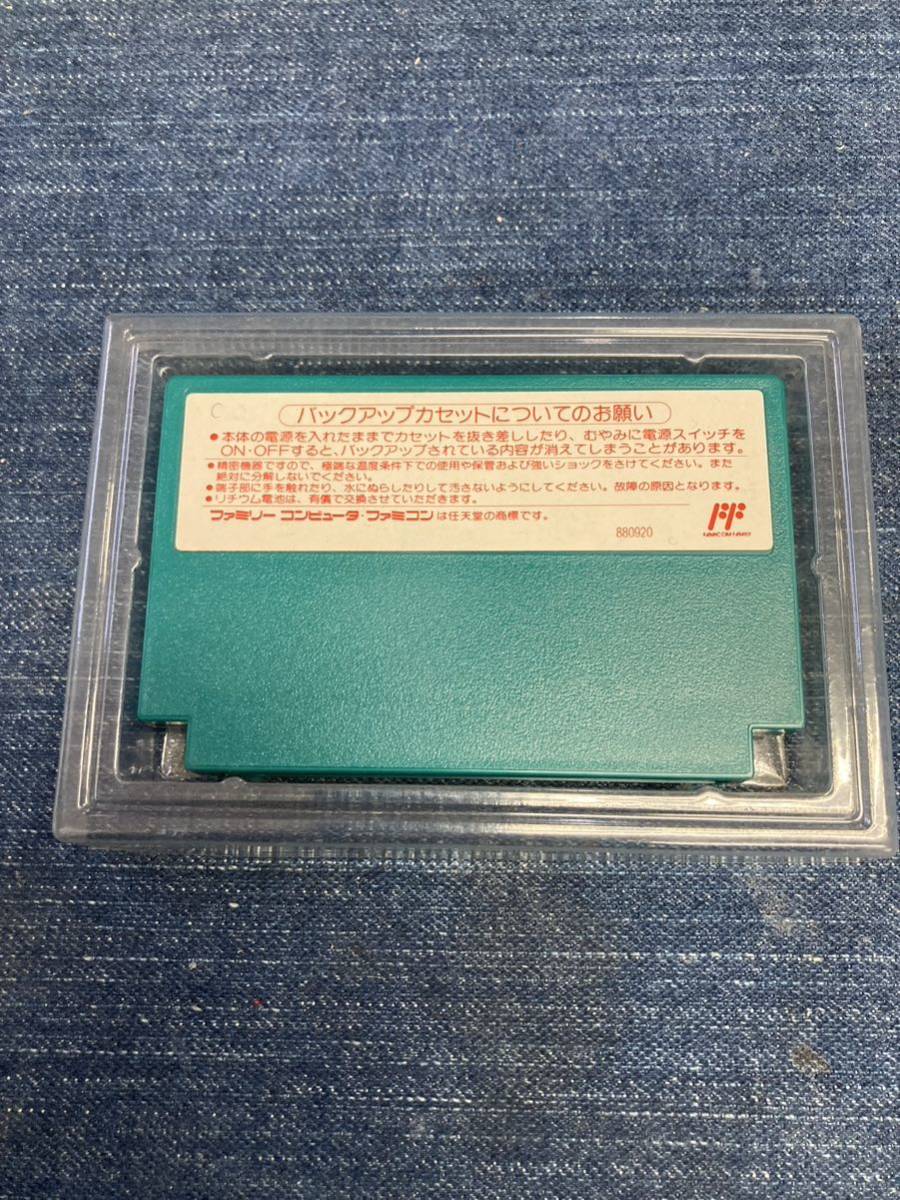 バックアップカセットについてのお願い
●本体の電源を入れたままでカセットを抜き差ししたり、むやみに電源スイッチを
ON・OFFすると、バックアップされている内容が消えてしまうことがあります。
●精密機器ですので、極端な温度条件下での使用や保管および強いショックをさけてください。また
絶対に分解しないでください。
●端子部に手を触れたり、水にぬらしたりして汚さないようにしてください。故障の原因となります。
●リチウム電池は、有償で交換させていただきます。
ファミリー コンピュータ・ファミコンは任天堂の商標です。
880920